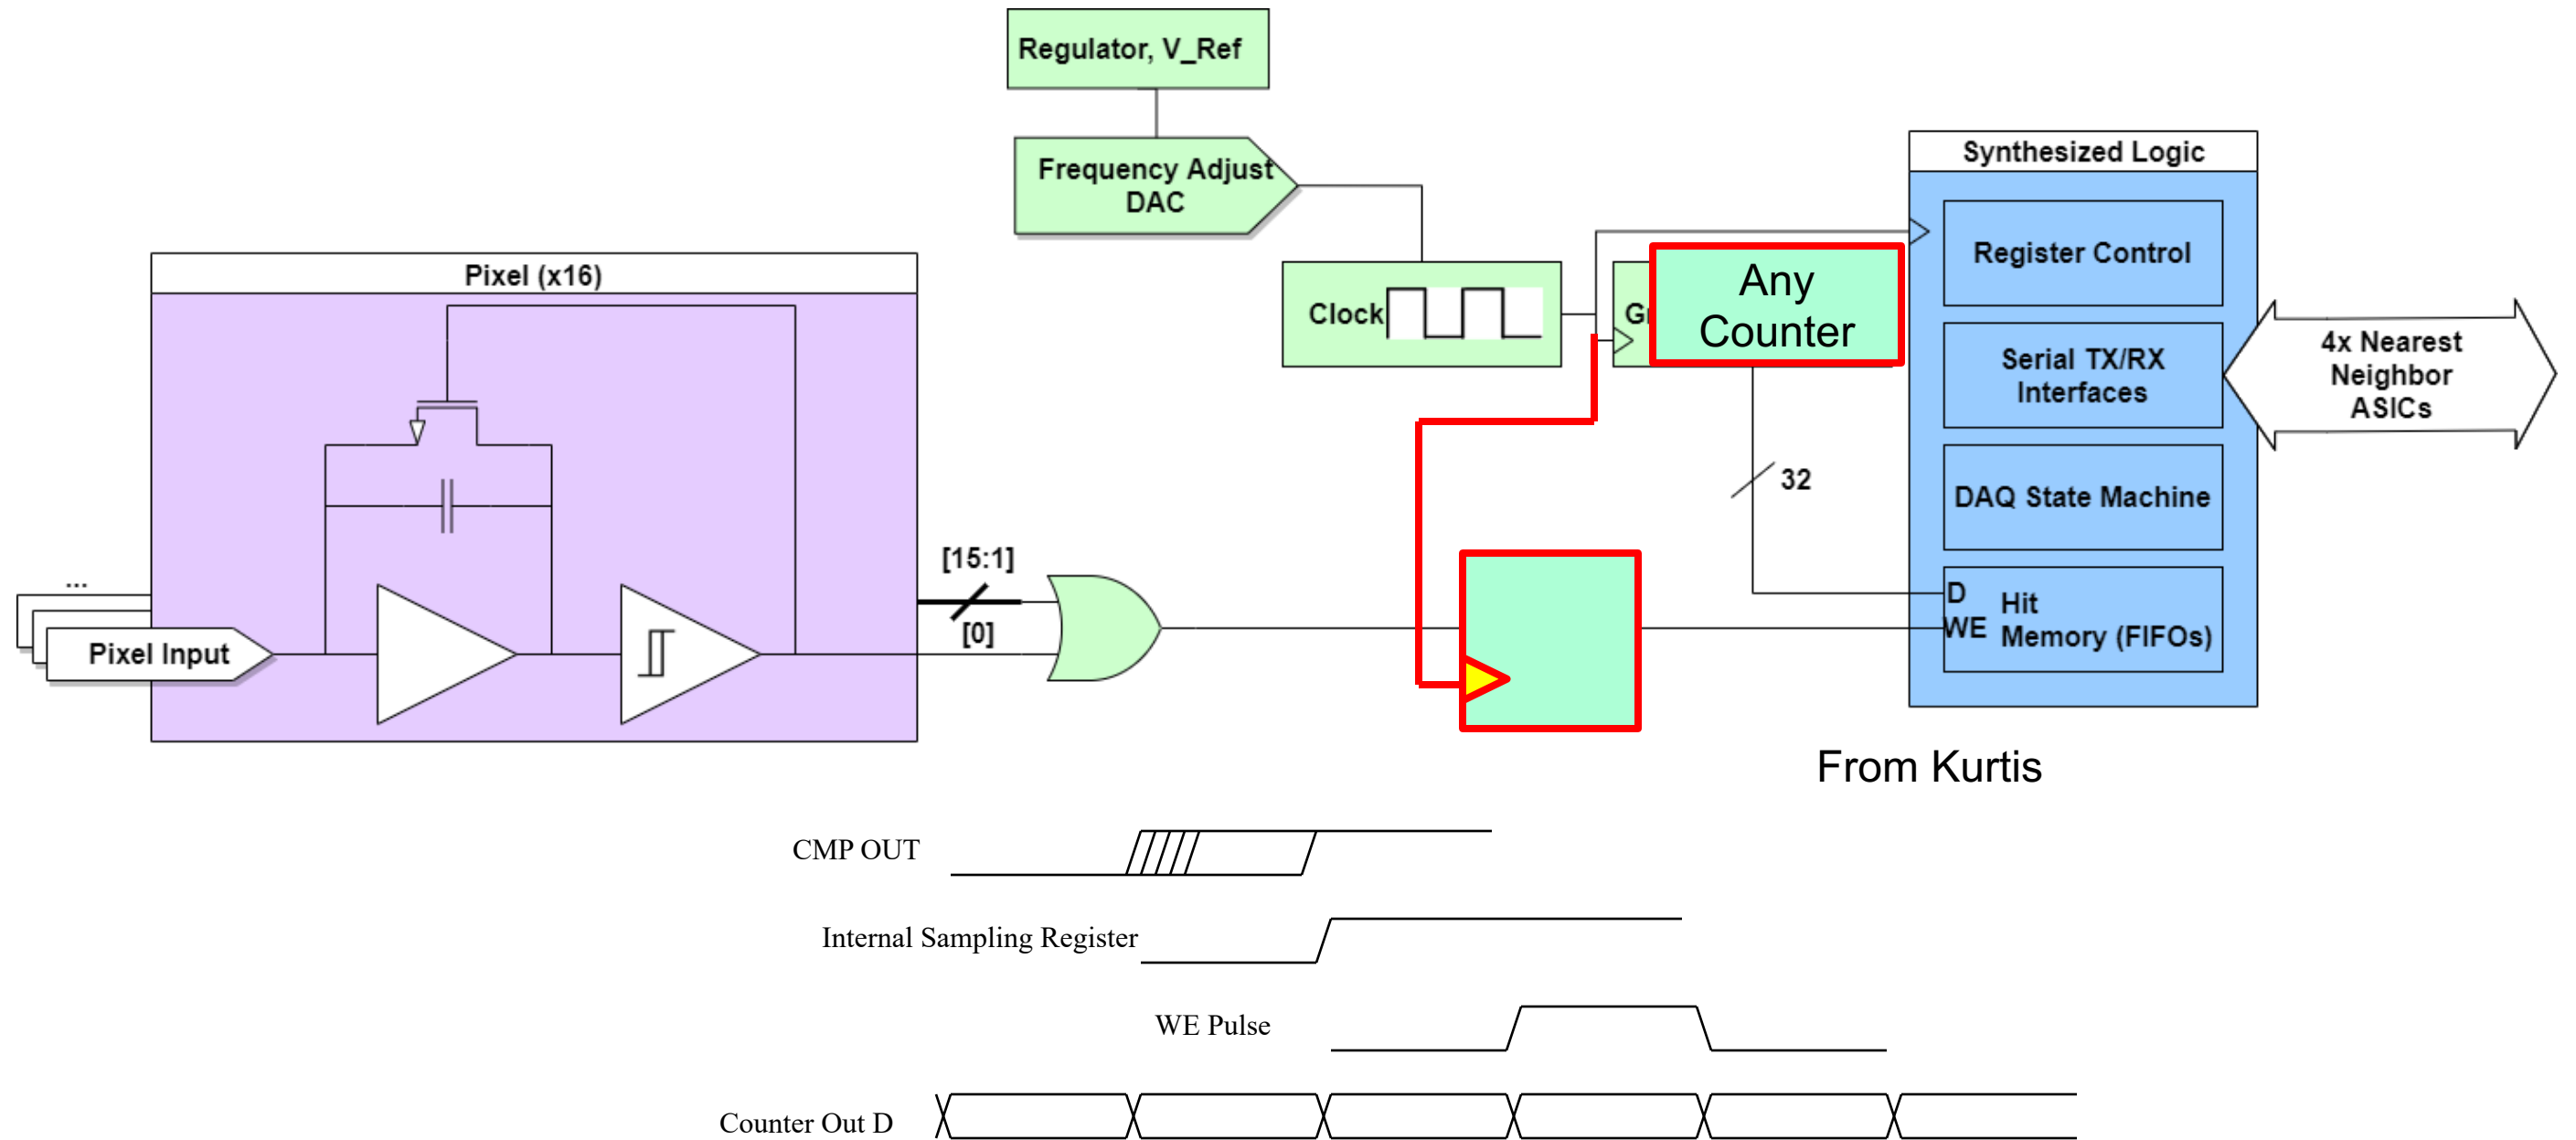 Regulator, V_Ref
Frequency Adjust
DAC
Synthesized Logic
Register Control
Clock
Any
Counter
Pixel (x16)
Serial TX/RX
Interfaces
4x Nearest
Neighbor
ASICs
32
DAQ State Machine
[15:1]
...
D
Hit
WE
Memory (FIFOs)
[0]
Pixel Input
From Kurtis
CMP OUT
Internal Sampling Register
WE Pulse
Counter Out D